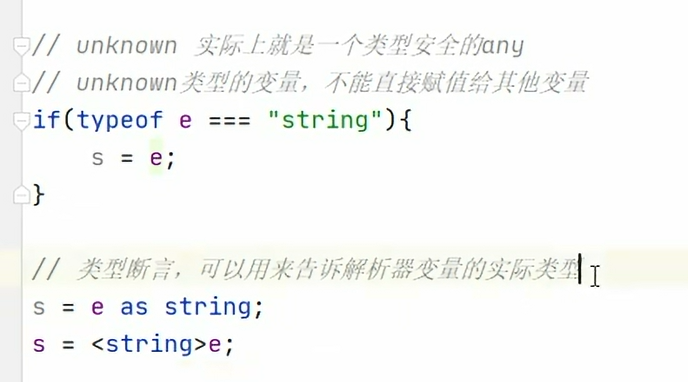 // unknown 实际上就是一个类型安全的any
// unknown类型的变量，不能直接赋值给其他变量
if(typeof e === "string"){
    s = e;
}
// 类型断言，可以用来告诉解析器变量的实际类型
s = e as string;
s = <string>e;